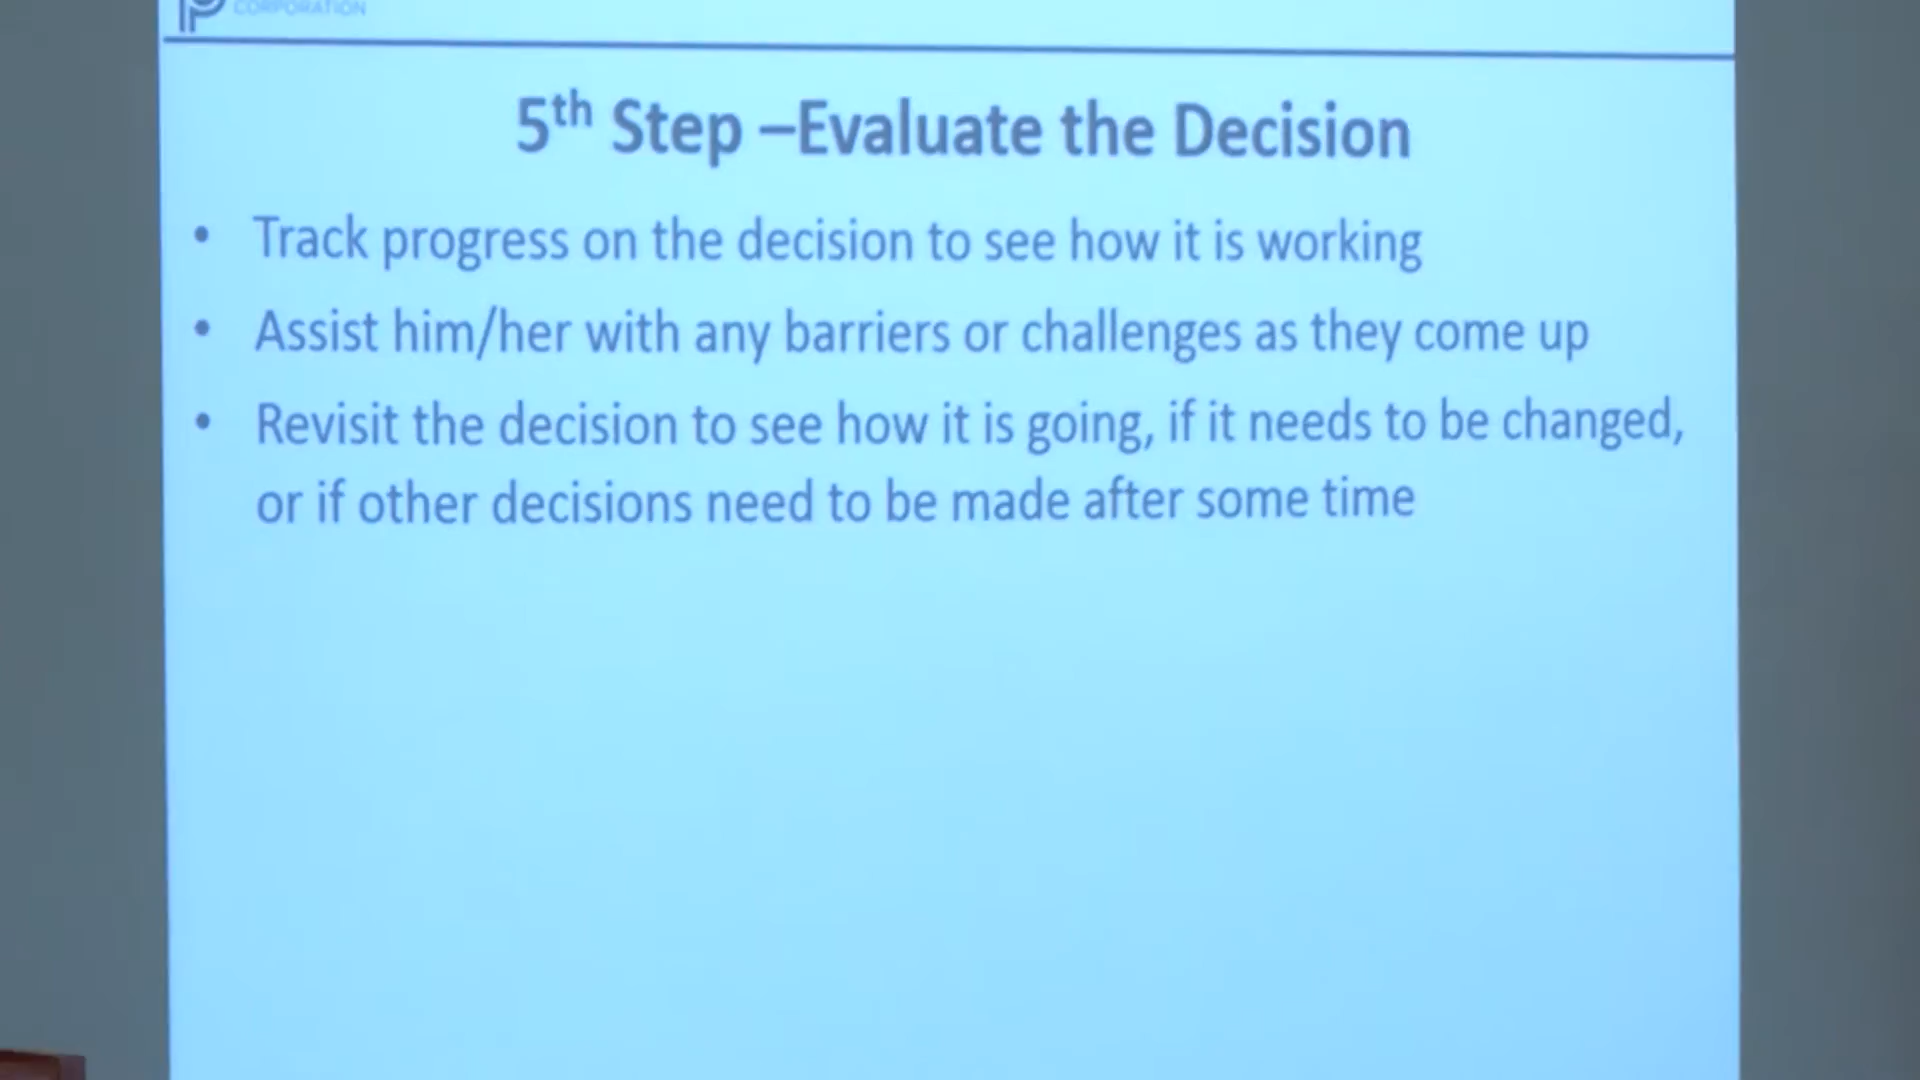 CORPORATION
5th Step –Evaluate the Decision
• Track progress on the decision to see how it is working
• Assist him/her with any barriers or challenges as they come up
• Revisit the decision to see how it is going, if it needs to be changed,
or if other decisions need to be made after some time